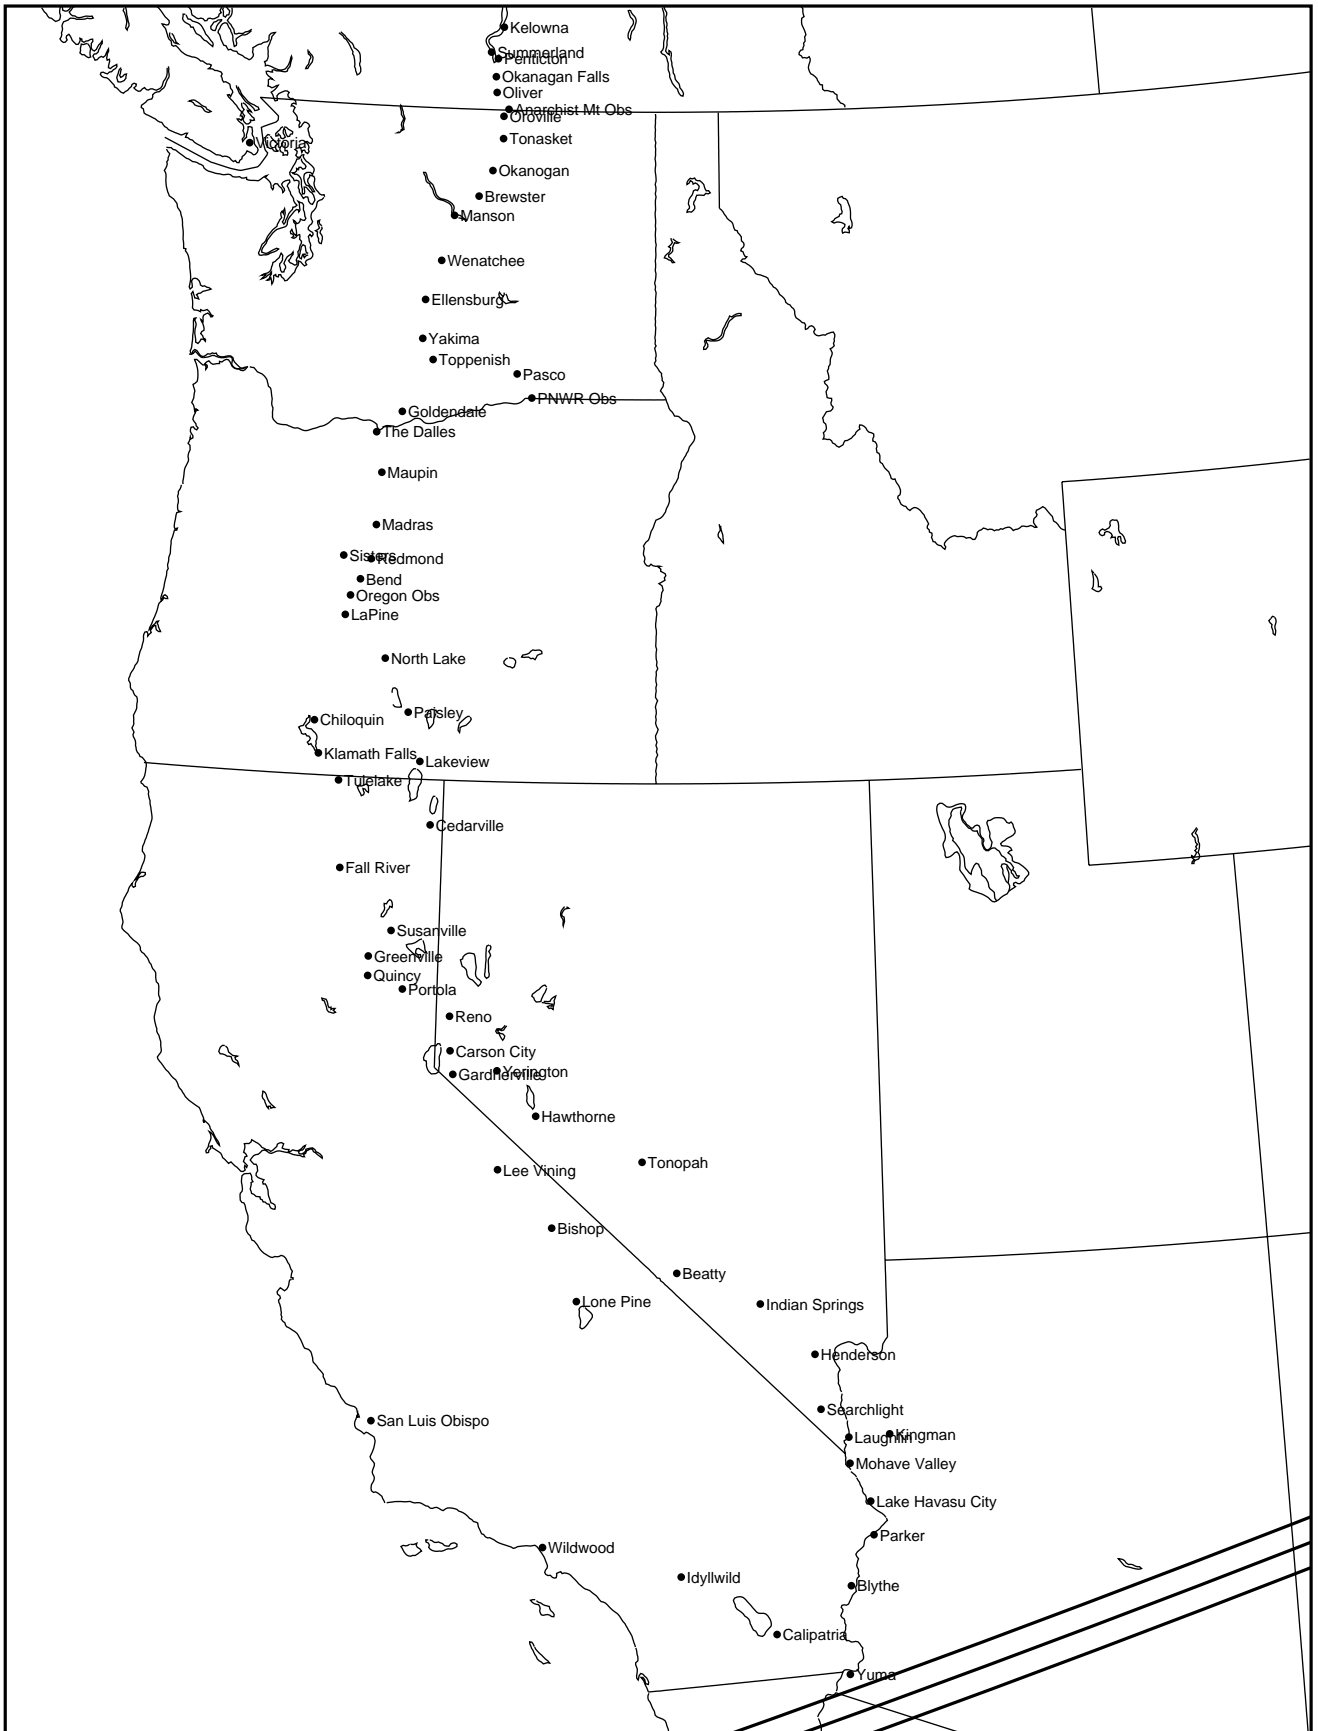 Kelowna
Summerland
Penticton
Okanagan Falls
Oliver
Anarchist Mt Obs
Oroville
Tonasket
Victoria
Okanogan
Brewster
Manson
Wenatchee
Ellensburg
Yakima
Toppenish
Pasco
PNWR Obs
Goldendale
The Dalles
Maupin
Madras
Sisters
Redmond
Bend
Oregon Obs
LaPine
North Lake
Paisley
Chiloquin
Klamath Falls
Lakeview
Tulelake
Cedarville
Fall River
Susanville
Greenville
Quincy
Portola
Reno
Carson City
Yerington
Gardnerville
Hawthorne
Tonopah
Lee Vining
Bishop
Beatty
Lone Pine
Indian Springs
Henderson
Searchlight
San Luis Obispo
Kingman
Laughlin
Mohave Valley
Lake Havasu City
Parker
Wildwood
Idyllwild
Blythe
Calipatria
Yuma